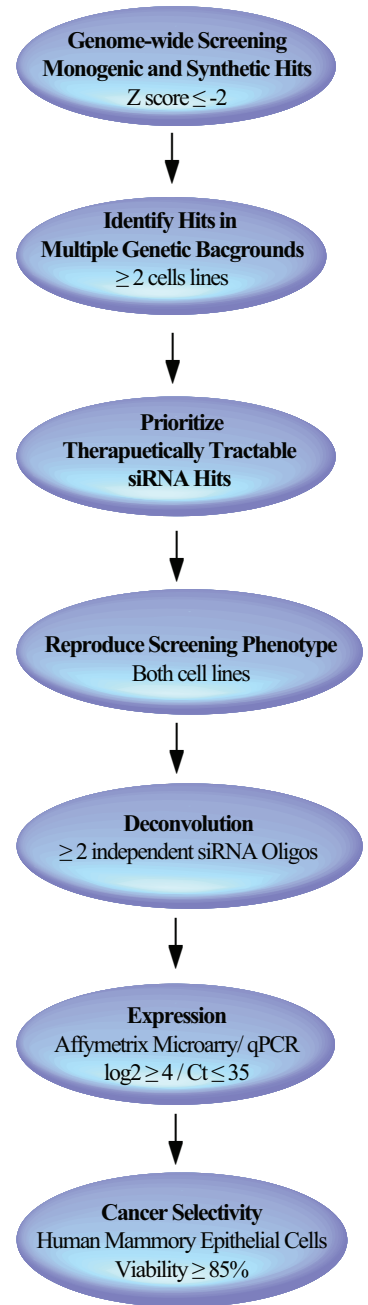 Genome-wide Screening
Monogenic and Synthetic Hits
Z score ≤ -2
Identify Hits in
Multiple Genetic Bacgrounds
≥ 2 cells lines
Prioritize
Therapuetically Tractable
siRNA Hits
Reproduce Screening Phenotype
Both cell lines
Deconvolution
≥ 2 independent siRNA Oligos
Expression
Affymetrix Microarry/ qPCR
log2 ≥ 4 / Ct ≤ 35
Cancer Selectivity
Human Mammory Epithelial Cells
Viability ≥ 85%